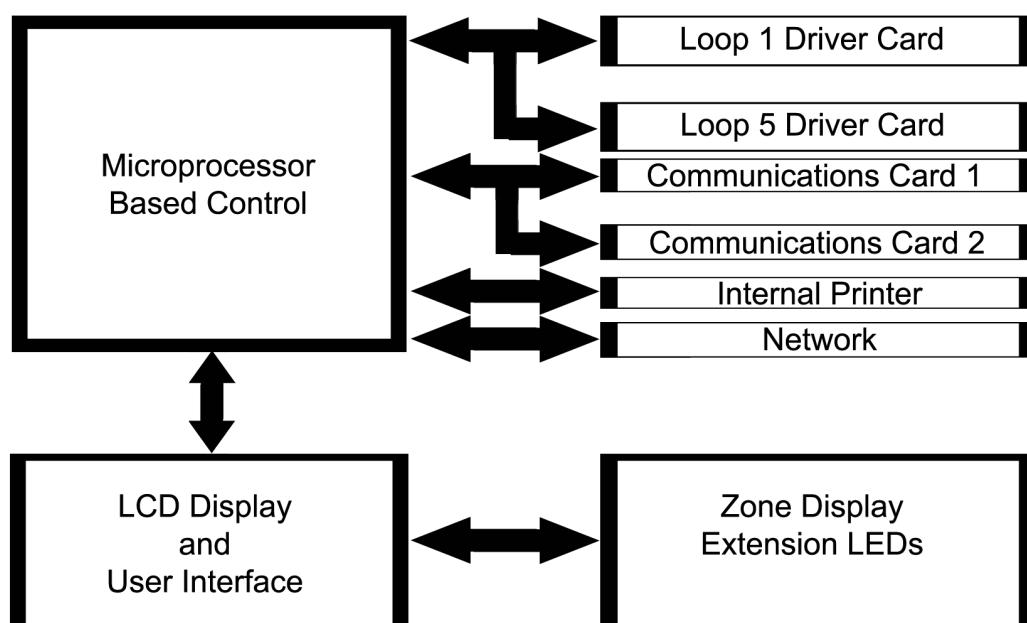 Microprocessor
Based Control
Loop 1 Driver Card
Loop 5 Driver Card
Communications Card 1
Communications Card 2
Internal Printer
Network
LCD Display
and
User Interface
Zone Display
Extension LEDs